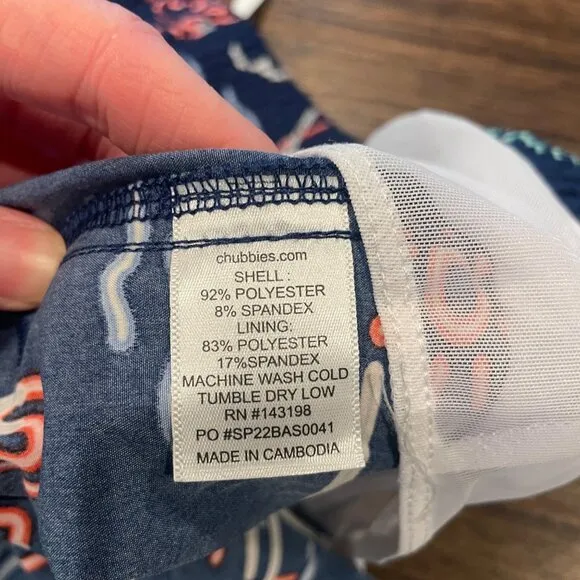 chubbies.com
SHELL :
92% POLYESTER
8% SPANDEX
LINING:
83% POLYESTER
17%SPANDEX
MACHINE WASH COLD
TUMBLE DRY LOW
RN #143198
PO #SP22BAS0041
MADE IN CAMBODIA